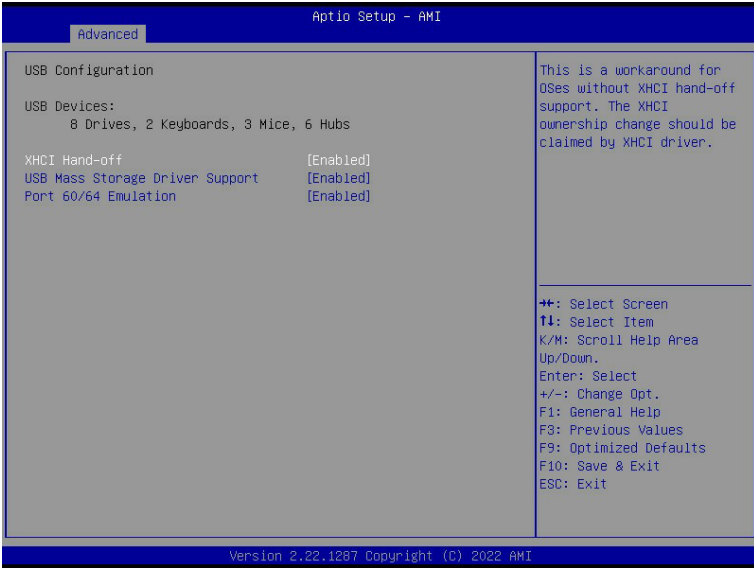 Aptio Setup – AMI
Advanced
USB Configuration
USB Devices:
8 Drives, 2 Keyboards, 3 Mice, 6 Hubs
XHCI Hand-off [Enabled]
USB Mass Storage Driver Support [Enabled]
Port 60/64 Emulation [Enabled]
This is a workaround for
OSes without XHCI hand-off
support. The XHCI
ownership change should be
claimed by XHCI driver.
→←: Select Screen
↑↓: Select Item
K/M: Scroll Help Area
Up/Down.
Enter: Select
+/-: Change Opt.
F1: General Help
F3: Previous Values
F9: Optimized Defaults
F10: Save & Exit
ESC: Exit
Version 2.22.1287 Copyright (C) 2022 AMI